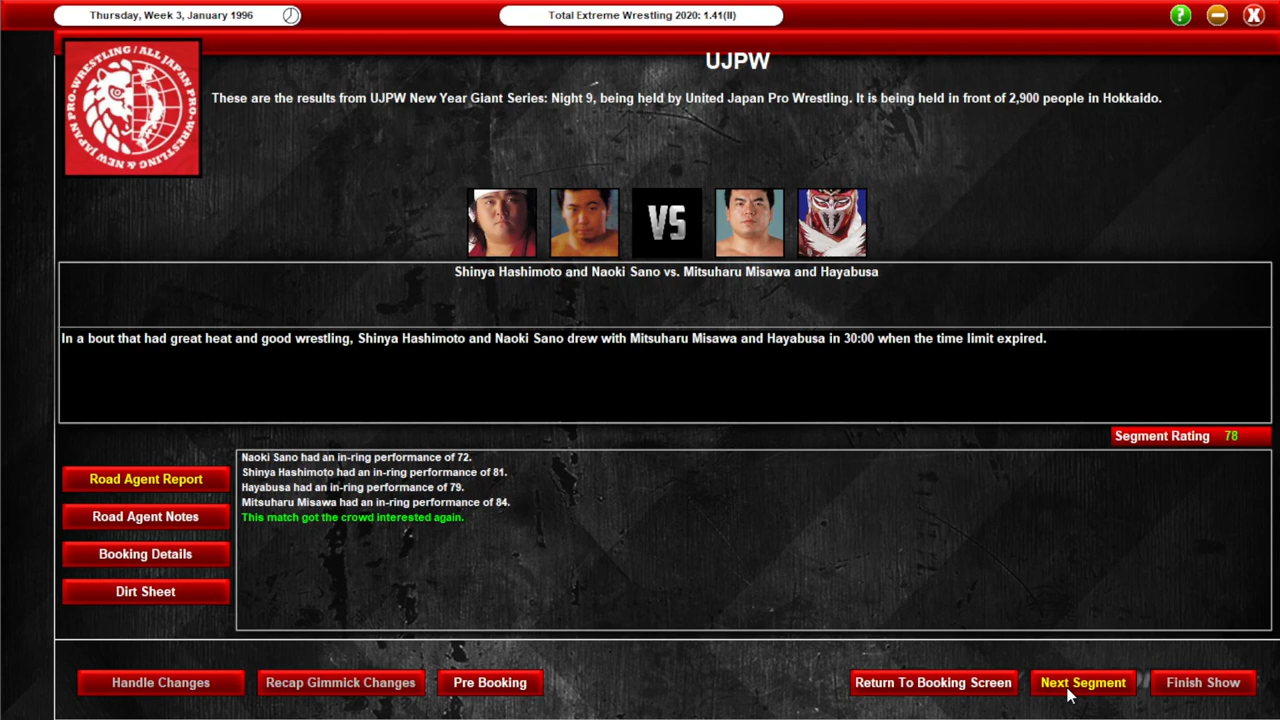 Thursday, Week 3, January 1996
Total Extreme Wrestling 2020: 1.41(II)
?
X
PRO-WRESTLING / ALL JAPAN PRO-WRESTLING & NEW JAPAN
UJPW
These are the results from UJPW New Year Giant Series: Night 9, being held by United Japan Pro Wrestling. It is being held in front of 2,900 people in Hokkaido.
VS
Shinya Hashimoto and Naoki Sano vs. Mitsuharu Misawa and Hayabusa
In a bout that had great heat and good wrestling, Shinya Hashimoto and Naoki Sano drew with Mitsuharu Misawa and Hayabusa in 30:00 when the time limit expired.
Segment Rating 78
Road Agent Report
Road Agent Notes
Booking Details
Dirt Sheet
Naoki Sano had an in-ring performance of 72.
Shinya Hashimoto had an in-ring performance of 81.
Hayabusa had an in-ring performance of 79.
Mitsuharu Misawa had an in-ring performance of 84.
This match got the crowd interested again.
Handle Changes
Recap Gimmick Changes
Pre Booking
Return To Booking Screen
Next Segment
Finish Show